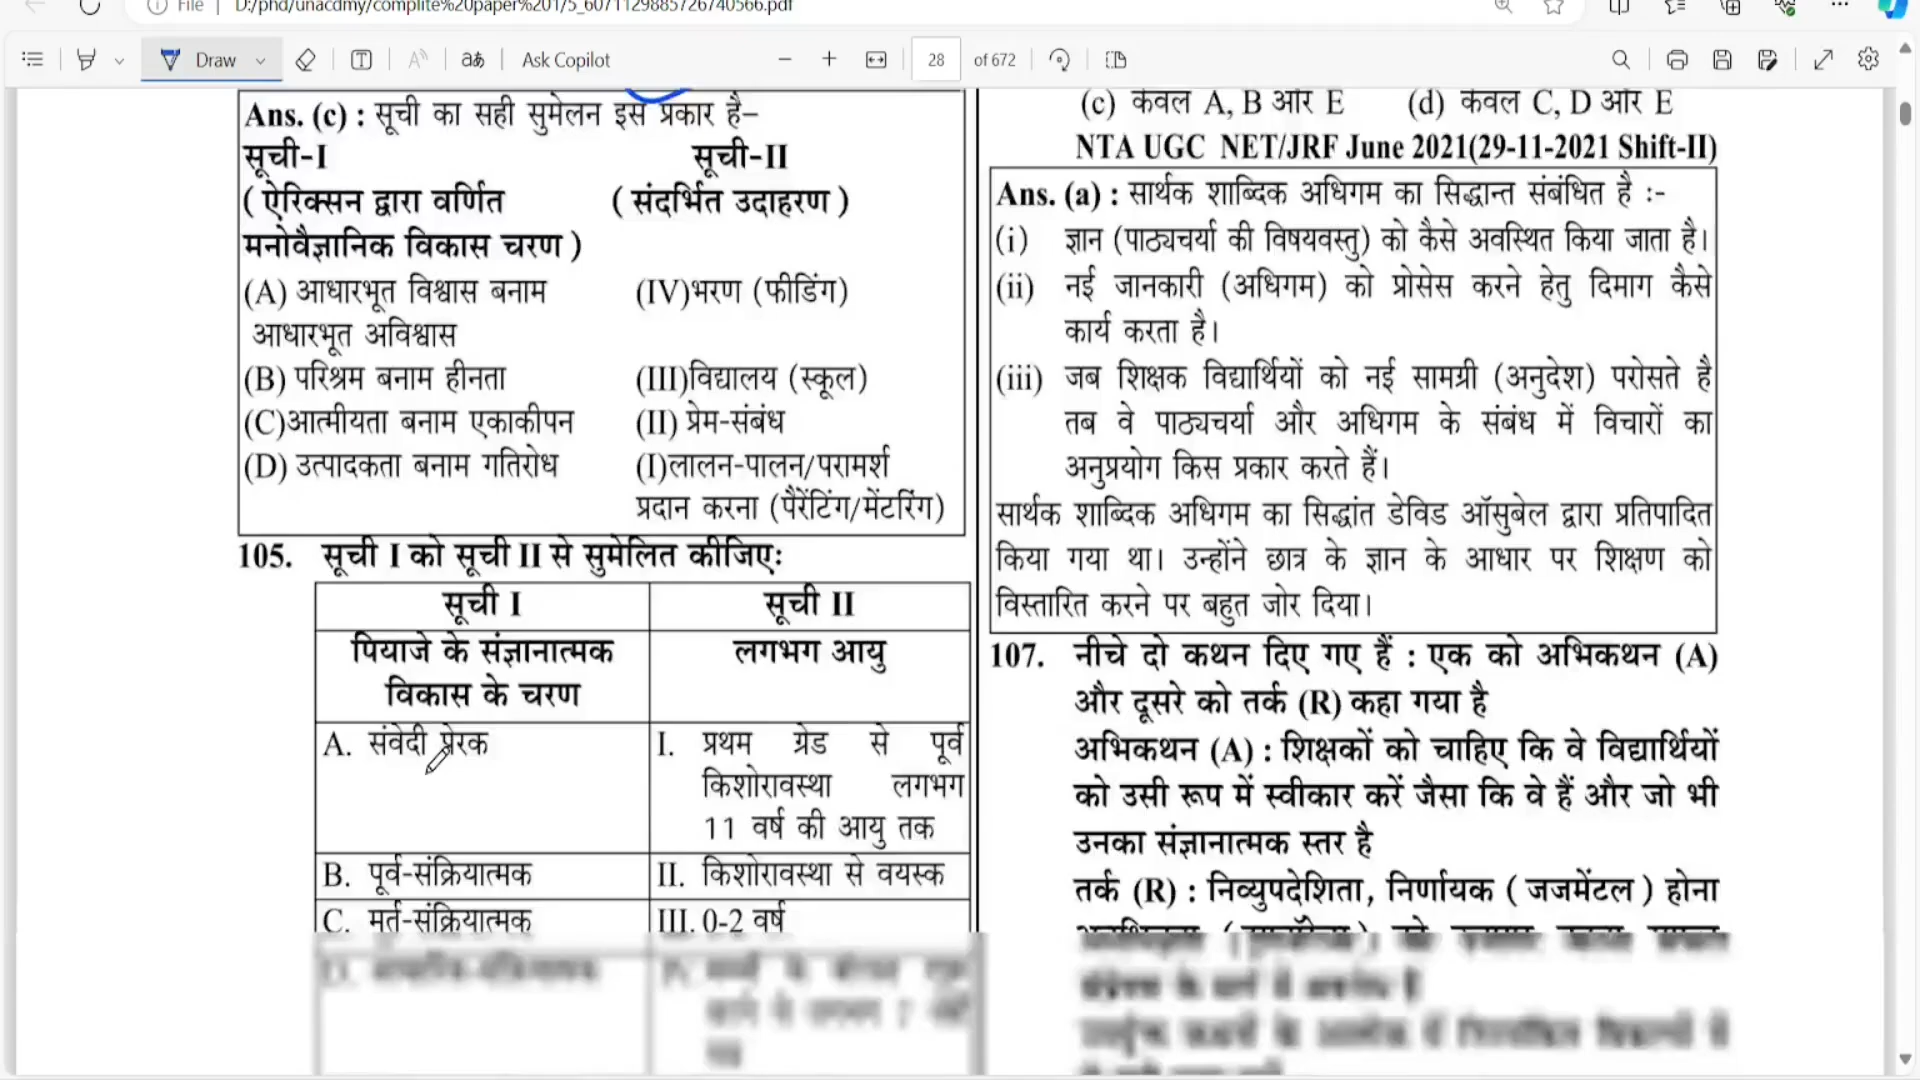 File
D:/phd/unacdmy/complite%20paper%201/5_6071129885726740566.pdf
Draw
Ask Copilot
28
of 672
Ans. (c) : सूची का सही सुमेलन इस प्रकार है–
सूची-I सूची-II
( ऐरिक्सन द्वारा वर्णित ( संदर्भित उदाहरण )
मनोवैज्ञानिक विकास चरण )
(A) आधारभूत विश्वास बनाम (IV)भरण (फीडिंग)
आधारभूत अविश्वास
(B) परिश्रम बनाम हीनता (III)विद्यालय (स्कूल)
(C)आत्मीयता बनाम एकाकीपन (II) प्रेम-संबंध
(D) उत्पादकता बनाम गतिरोध (I)लालन-पालन/परामर्श
प्रदान करना (पैरेंटिंग/मेंटरिंग)
105. सूची I को सूची II से सुमेलित कीजिए:
सूची I सूची II
पियाजे के संज्ञानात्मक लगभग आयु
विकास के चरण
A. संवेदी प्रेरक I. प्रथम ग्रेड से पूर्व
किशोरावस्था लगभग
11 वर्ष की आयु तक
B. पूर्व-संक्रियात्मक II. किशोरावस्था से वयस्क
C. मूर्त-संक्रियात्मक III. 0-2 वर्ष
(c) केवल A, B और E (d) केवल C, D और E
NTA UGC NET/JRF June 2021(29-11-2021 Shift-II)
Ans. (a) : सार्थक शाब्दिक अधिगम का सिद्धान्त संबंधित है :-
(i) ज्ञान (पाठ्यचर्या की विषयवस्तु) को कैसे अवस्थित किया जाता है।
(ii) नई जानकारी (अधिगम) को प्रोसेस करने हेतु दिमाग कैसे
कार्य करता है।
(iii) जब शिक्षक विद्यार्थियों को नई सामग्री (अनुदेश) परोसते है
तब वे पाठ्यचर्या और अधिगम के संबंध में विचारों का
अनुप्रयोग किस प्रकार करते हैं।
सार्थक शाब्दिक अधिगम का सिद्धांत डेविड ऑसुबेल द्वारा प्रतिपादित
किया गया था। उन्होंने छात्र के ज्ञान के आधार पर शिक्षण को
विस्तारित करने पर बहुत जोर दिया।
107. नीचे दो कथन दिए गए हैं : एक को अभिकथन (A)
और दूसरे को तर्क (R) कहा गया है
अभिकथन (A) : शिक्षकों को चाहिए कि वे विद्यार्थियों
को उसी रूप में स्वीकार करें जैसा कि वे हैं और जो भी
उनका संज्ञानात्मक स्तर है
तर्क (R) : निव्युपदेशिता, निर्णायक ( जजमेंटल ) होना